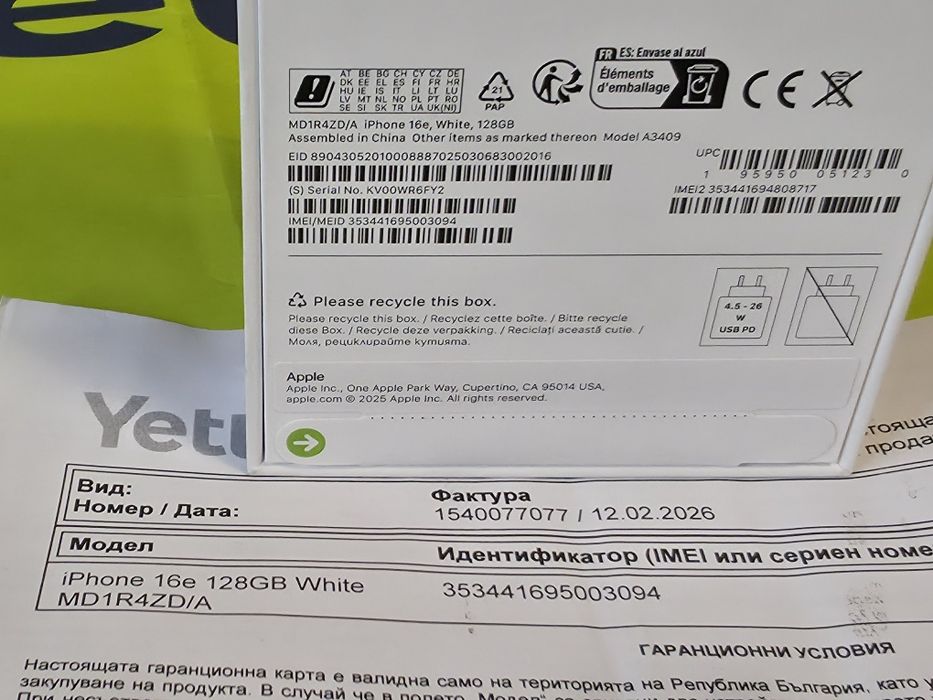 ! AT BE BG CH CY CZ DE
DK EE EL ES FI FR HR
HU IE IS IT LI LT LU
LV MT NL NO PL PT RO
SE SI SK TR UA UK(NI)
21
PAP
FR ES: Envase al azul
Éléments
d'emballage
CE
MD1R4ZD/A iPhone 16e, White, 128GB
Assembled in China Other items as marked thereon Model A3409
EID 89043052010008887025030683002016
UPC
1 95950 05123 0
(S) Serial No. KV00WR6FY2
IMEI2 353441694808717
IMEI/MEID 353441695003094
Please recycle this box.
Please recycle this box. / Recyclez cette boîte. / Bitte recycle
diese Box. / Recycle deze verpakking. / Reciclați această cutie. /
Моля, рециклирайте кутията.
4.5 - 26
W
USB PD
Apple
Apple Inc., One Apple Park Way, Cupertino, CA 95014 USA,
apple.com © 2025 Apple Inc. All rights reserved.
Yettu
Вид: Фактура
Номер / Дата: 1540077077 / 12.02.2026
Модел Идентификатор (IMEI или сериен номе
iPhone 16e 128GB White 353441695003094
MD1R4ZD/A
ГАРАНЦИОННИ УСЛОВИЯ
Настоящата гаранционна карта е валидна само на територията на Република България, като
закупуване на продукта. В случай че в полето „Модел“